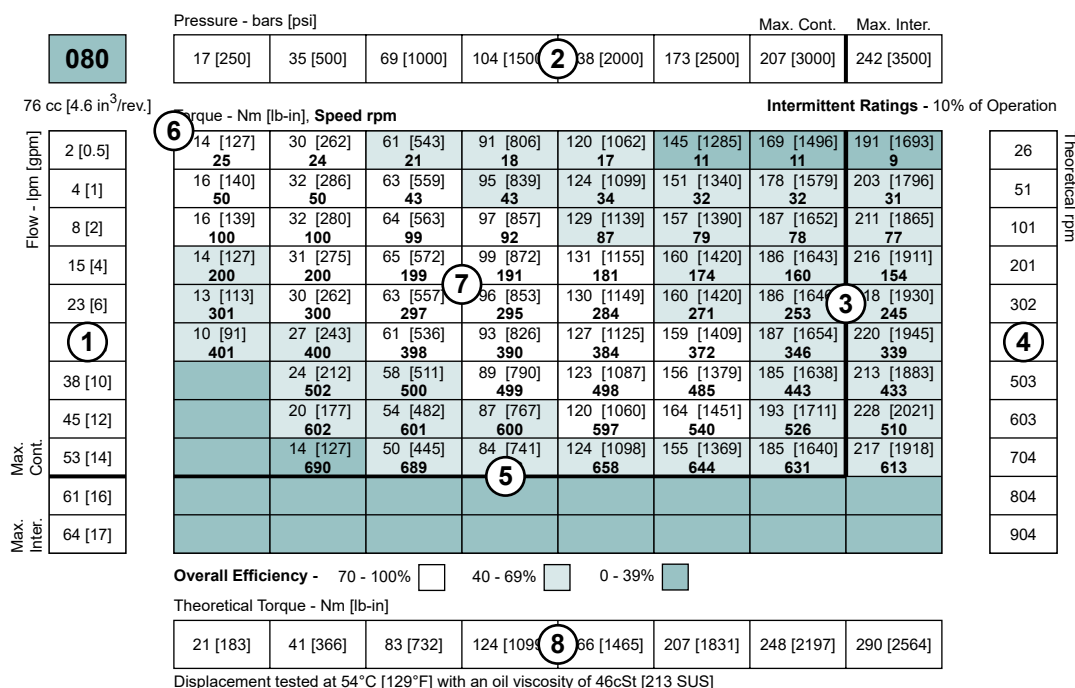 Pressure - bars [psi] Max. Cont. Max. Inter.
080 17 [250] 35 [500] 69 [1000] 104 [150 2 38 [2000] 173 [2500] 207 [3000] 242 [3500]
76 cc [4.6 in³/rev.] Torque - Nm [lb-in], Speed rpm Intermittent Ratings - 10% of Operation
6
Flow - lpm [gpm]
Theoretical rpm
2 [0.5] 14 [127] 30 [262] 61 [543] 91 [806] 120 [1062] 145 [1285] 169 [1496] 191 [1693] 26
25 24 21 18 17 11 11 9
4 [1] 16 [140] 32 [286] 63 [559] 95 [839] 124 [1099] 151 [1340] 178 [1579] 203 [1796] 51
50 50 43 43 34 32 32 31
8 [2] 16 [139] 32 [280] 64 [563] 97 [857] 129 [1139] 157 [1390] 187 [1652] 211 [1865] 101
100 100 99 92 87 79 78 77
15 [4] 14 [127] 31 [275] 65 [572] 99 [872] 131 [1155] 160 [1420] 186 [1643] 216 [1911] 201
200 200 199 191 181 174 160 154
7
23 [6] 13 [113] 30 [262] 63 [557] 96 [853] 130 [1149] 160 [1420] 186 [164 3 18 [1930] 302
301 300 297 295 284 271 253 245
1 10 [91] 27 [243] 61 [536] 93 [826] 127 [1125] 159 [1409] 187 [1654] 220 [1945] 4
401 400 398 390 384 372 346 339
38 [10] 24 [212] 58 [511] 89 [790] 123 [1087] 156 [1379] 185 [1638] 213 [1883] 503
502 500 499 498 485 443 433
45 [12] 20 [177] 54 [482] 87 [767] 120 [1060] 164 [1451] 193 [1711] 228 [2021] 603
602 601 600 597 540 526 510
Max. Cont.
53 [14] 14 [127] 50 [445] 84 [741] 124 [1098] 155 [1369] 185 [1640] 217 [1918] 704
690 689 5 658 644 631 613
61 [16] 804
Max. Inter.
64 [17] 904
Overall Efficiency - 70 - 100% 40 - 69% 0 - 39%
Theoretical Torque - Nm [lb-in]
21 [183] 41 [366] 83 [732] 124 [109 8 66 [1465] 207 [1831] 248 [2197] 290 [2564]
Displacement tested at 54°C [129°F] with an oil viscosity of 46cSt [213 SUS]